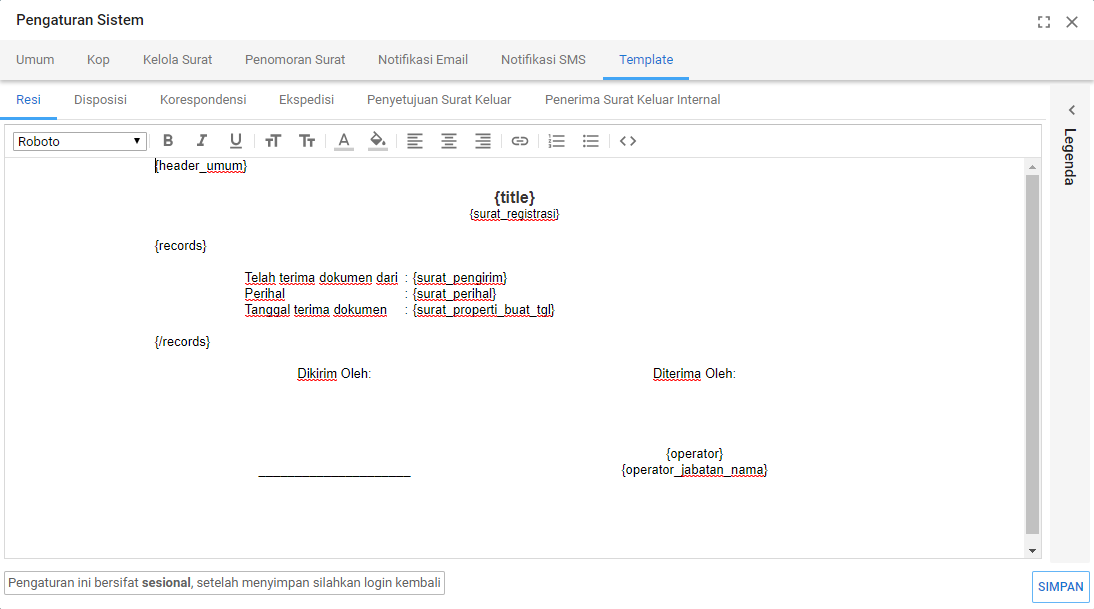 Pengaturan Sistem
Umum Kop Kelola Surat Penomoran Surat Notifikasi Email Notifikasi SMS Template
Resi Disposisi Korespondensi Ekspedisi Penyetujuan Surat Keluar Penerima Surat Keluar Internal
Roboto B I U TT Tt A
Legenda
{header_umum}
{title}
{surat_registrasi}
{records}
Telah terima dokumen dari : {surat_pengirim}
Perihal : {surat_perihal}
Tanggal terima dokumen : {surat_properti_buat_tgl}
{/records}
Dikirim Oleh: Diterima Oleh:
{operator}
______________________ {operator_jabatan_nama}
Pengaturan ini bersifat sesional, setelah menyimpan silahkan login kembali
SIMPAN